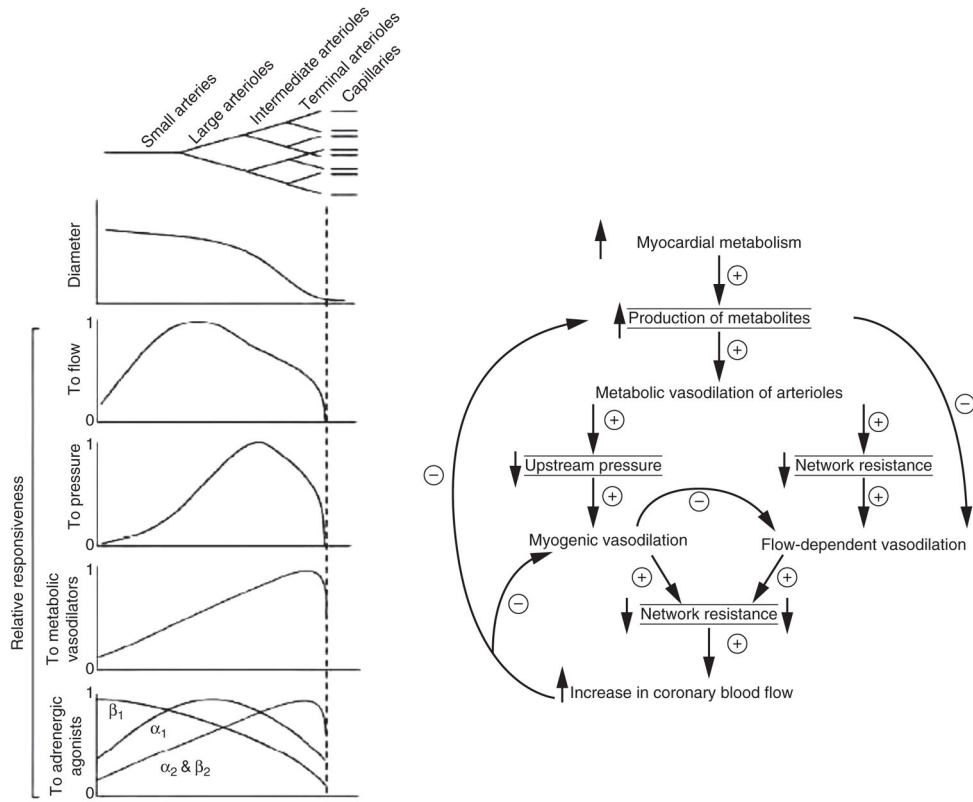 Small arteries
Large arterioles
Intermediate arterioles
Terminal arterioles
Capillaries
Diameter
Relative responsiveness
To flow
1
0
To pressure
1
0
To metabolic
vasodilators
1
0
To adrenergic
agonists
1
0
β1
α1
α2 & β2
Myocardial metabolism
+
Production of metabolites
+
−
Metabolic vasodilation of arterioles
+
+
Upstream pressure
Network resistance
−
+
+
−
Myogenic vasodilation
Flow-dependent vasodilation
+
+
−
Network resistance
+
Increase in coronary blood flow